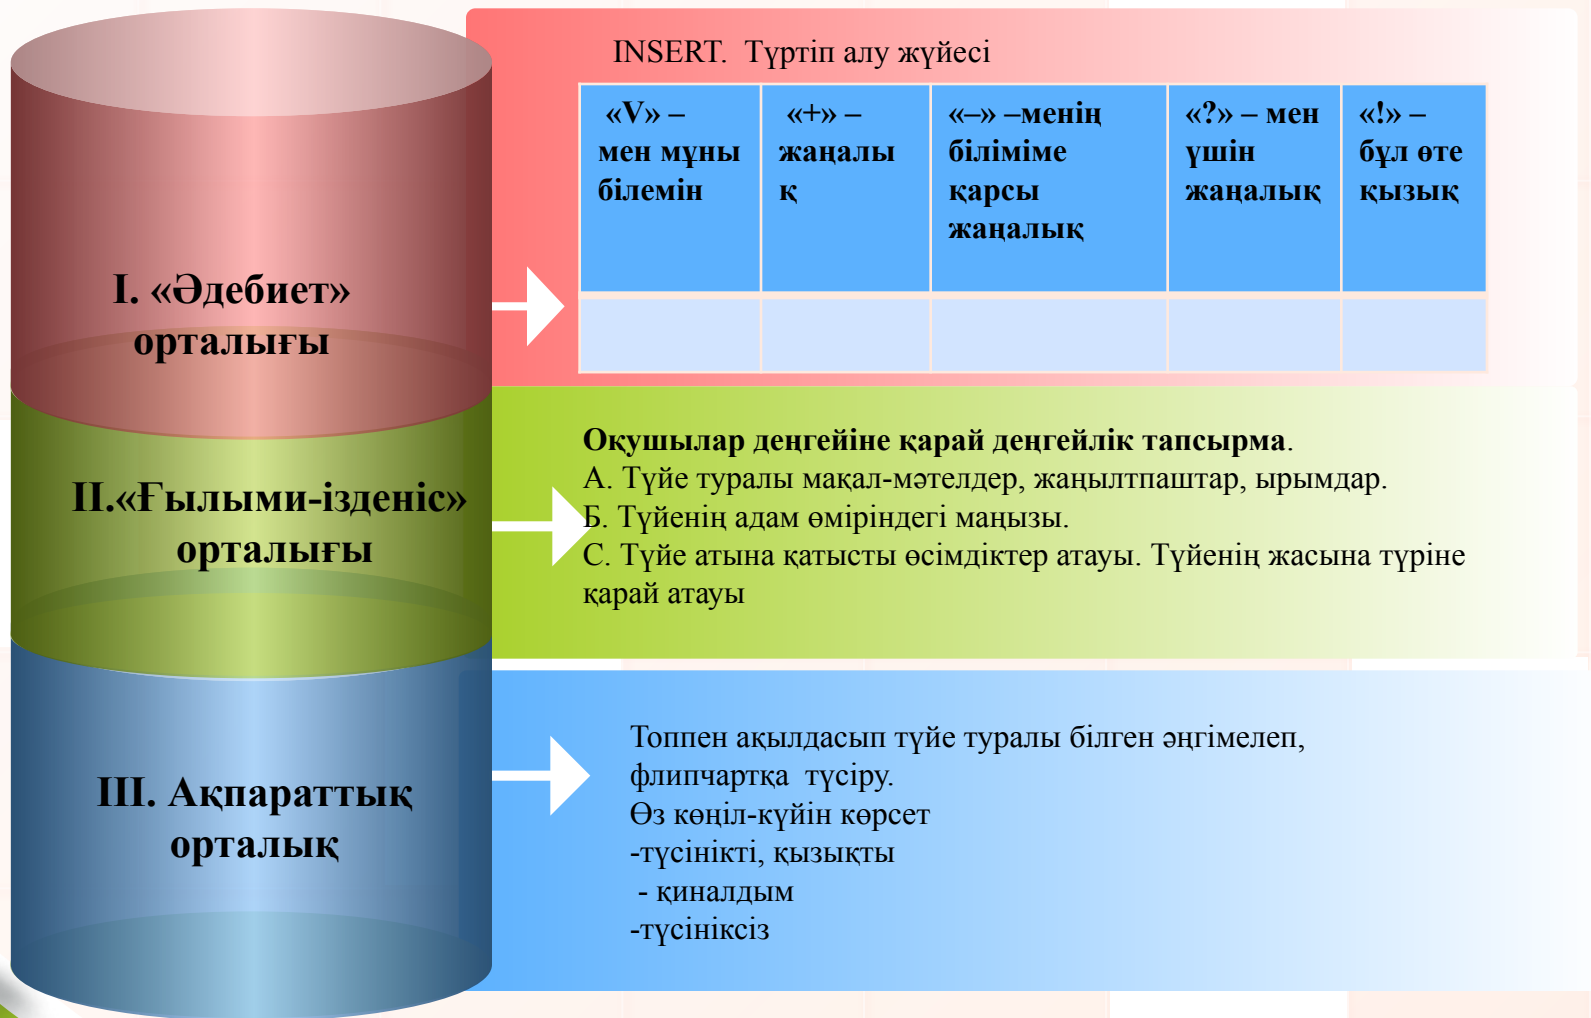 I. «Әдебиет»
орталығы
INSERT.  Түртіп алу жүйесі
«V» –
мен мұны
білемін
«+» –
жаңалы
қ
«–» –менің
біліміме
қарсы
жаңалық
«?» – мен
үшін
жаңалық
«!» –
бұл өте
қызық
II.«Ғылыми-ізденіс»
орталығы
Оқушылар деңгейіне қарай деңгейлік тапсырма.
А. Түйе туралы мақал-мәтелдер, жаңылтпаштар, ырымдар.
Б. Түйенің адам өміріндегі маңызы.
С. Түйе атына қатысты өсімдіктер атауы. Түйенің жасына түріне
қарай атауы
III. Ақпараттық
орталық
Топпен ақылдасып түйе туралы білген әңгімелеп,
флипчартқа  түсіру.
Өз көңіл-күйін көрсет
-түсінікті, қызықты
- қиналдым
-түсініксіз